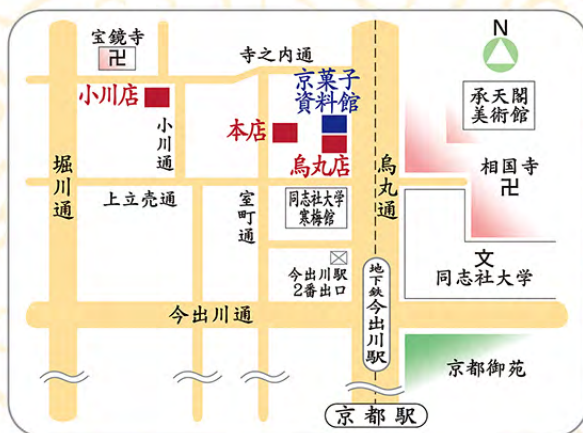 宝鏡寺
卍
寺之内通
N
小川店
京菓子
資料館
承天閣
美術館
本店
烏丸店
小川通
堀川通
烏丸通
相国寺
卍
上立売通
室町通
同志社大学
寒梅館
文
同志社大学
今出川駅
2番出口
地下鉄今出川駅
今出川通
京都御苑
京都駅